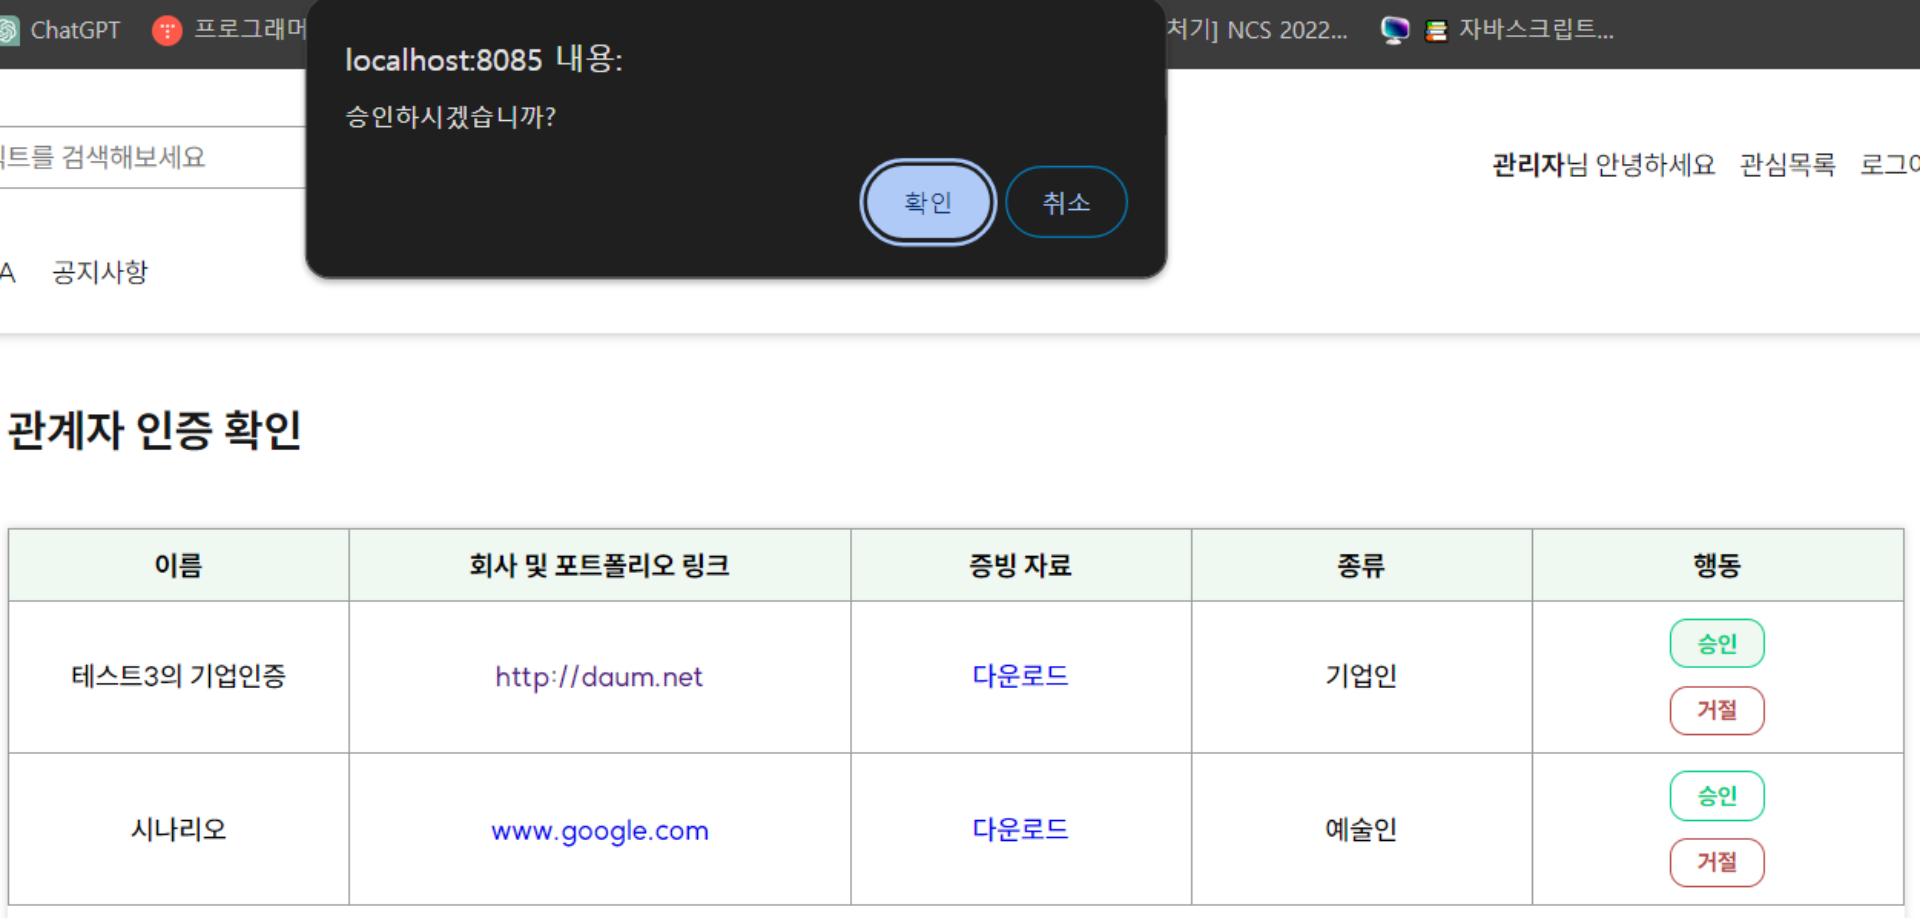 ChatGPT 프로그래머 처기] NCS 2022... 자바스크립트...
localhost:8085 내용:
승인하시겠습니까?
확인 취소
트를 검색해보세요
관리자님 안녕하세요 관심목록 로그
A 공지사항
관계자 인증 확인
이름 회사 및 포트폴리오 링크 증빙 자료 종류 행동
테스트3의 기업인증 http://daum.net 다운로드 기업인 승인
거절
시나리오 www.google.com 다운로드 예술인 승인
거절